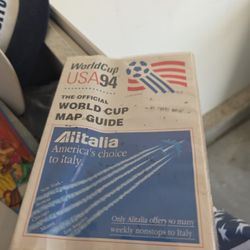 WorldCup
USA94
THE OFFICIAL
WORLD CUP
MAP GUIDE
Alitalia
America's choice
to italy.
Only Alitalia offers so many
weekly nonstops to Italy.